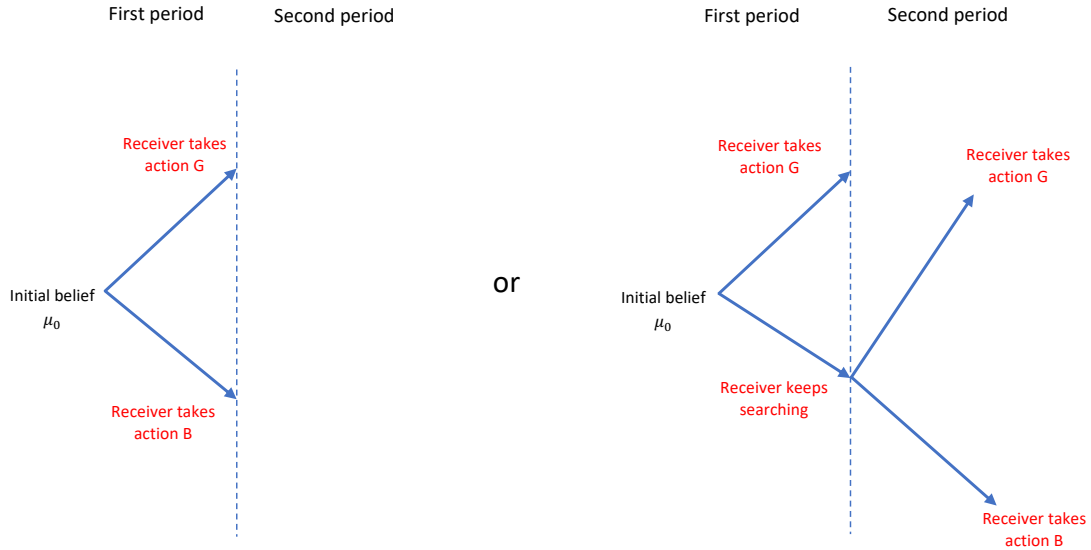 First period
Second period
Receiver takes
action G
Initial belief
μ₀
Receiver takes
action B
or
First period
Second period
Receiver takes
action G
Receiver takes
action G
Initial belief
μ₀
Receiver keeps
searching
Receiver takes
action B